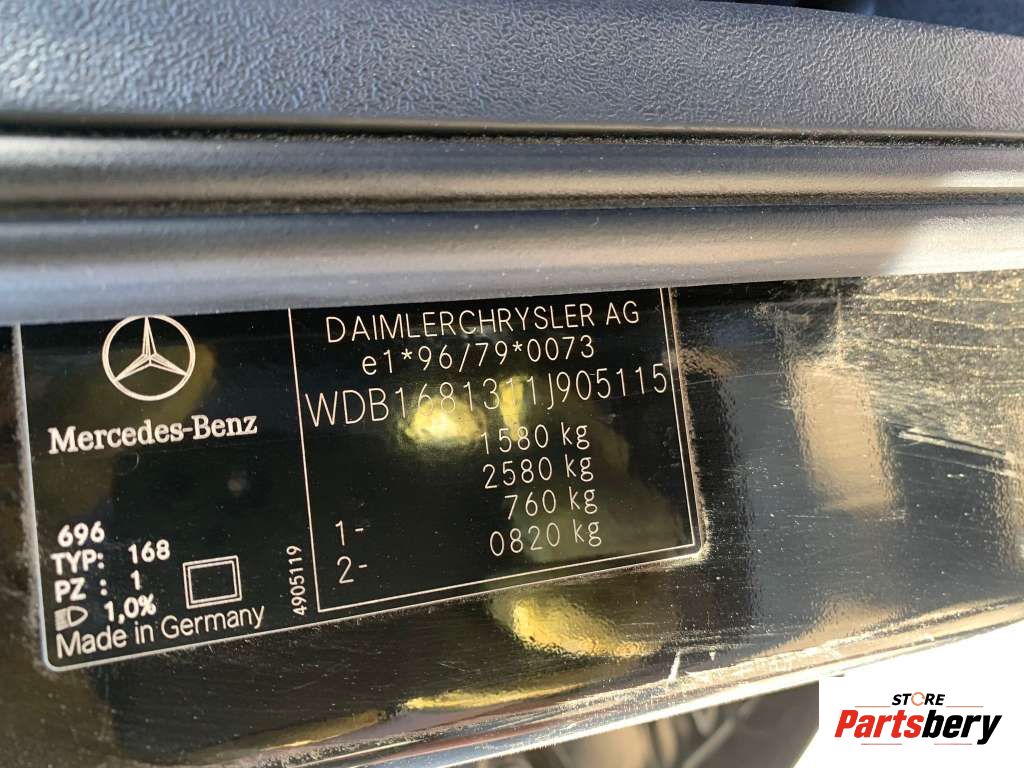 Mercedes-Benz
696
TYP: 168
PZ : 1
1,0%
Made in Germany
4905119
DAIMLERCHRYSLER AG
e1*96/79*0073
WDB1681311J905115
1580 kg
2580 kg
1- 760 kg
2- 0820 kg
STORE
Partsbery